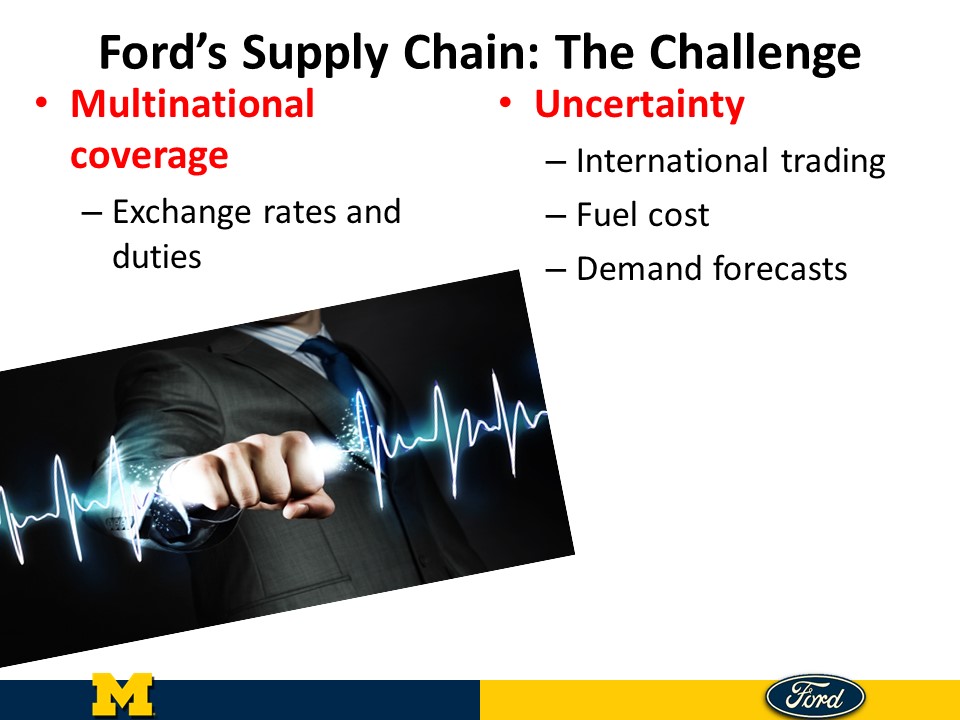 Ford’s Supply Chain: The Challenge
• Multinational
coverage
– Exchange rates and
duties
• Uncertainty
– International trading
– Fuel cost
– Demand forecasts
M
Ford